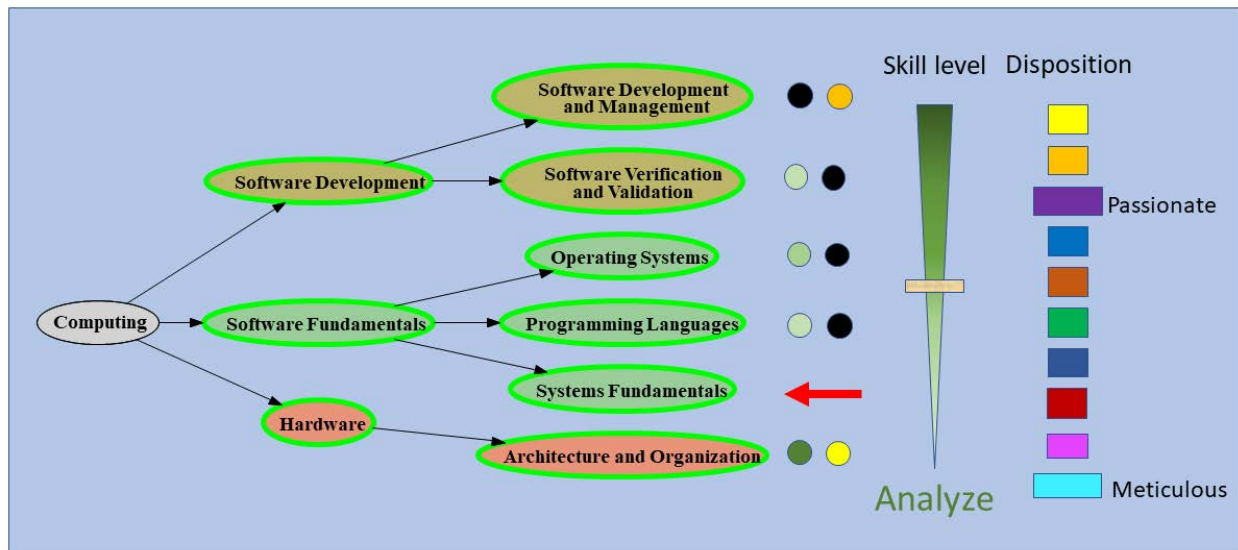 Skill level
Disposition
Software Development
and Management
Software Development
Software Verification
and Validation
Passionate
Operating Systems
Computing
Software Fundamentals
Programming Languages
Systems Fundamentals
Hardware
Architecture and Organization
Analyze
Meticulous